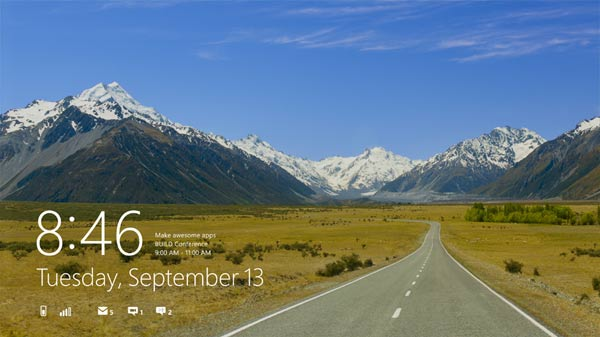 8:46
Make awesome apps
BUILD Conference
9:00 AM - 11:00 AM
Tuesday, September 13
5 1 2